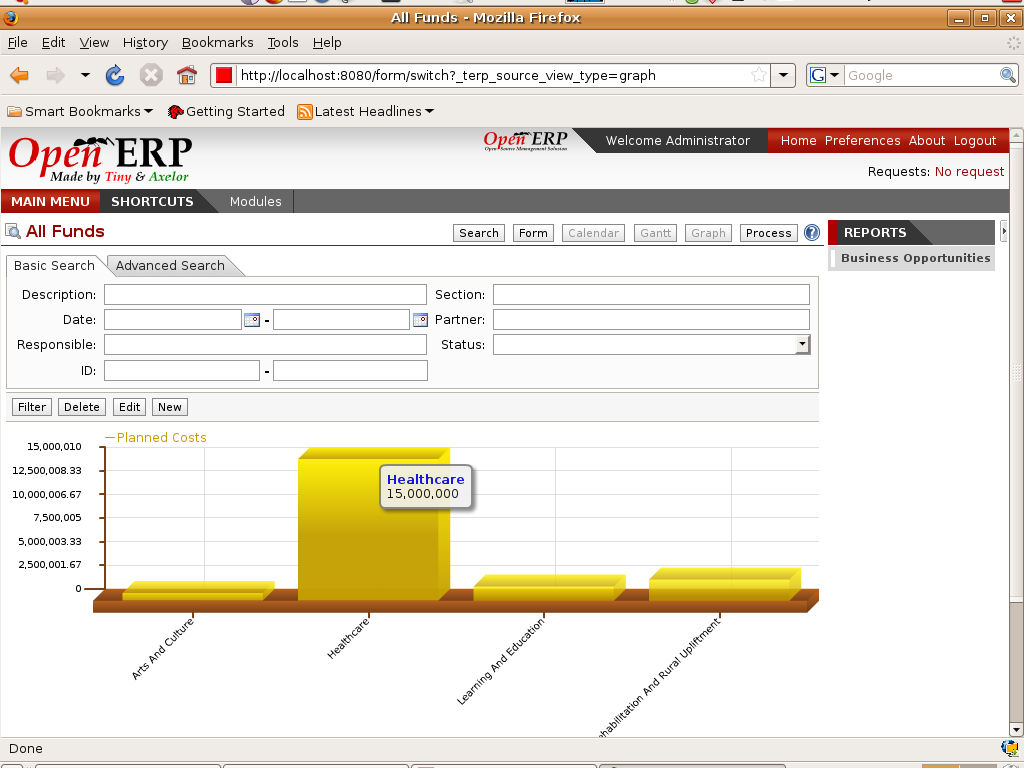 All Funds - Mozilla Firefox
File Edit View History Bookmarks Tools Help
http://localhost:8080/form/switch?_terp_source_view_type=graph
G Google
Smart Bookmarks Getting Started Latest Headlines
Open ERP
Made by Tiny & Axelor
Open ERP
Open Source Management Solution
Welcome Administrator
Home Preferences About Logout
Requests: No request
MAIN MENU SHORTCUTS Modules
All Funds
Search Form Calendar Gantt Graph Process ?
REPORTS
Business Opportunities
Basic Search Advanced Search
Description: Section:
Date: - Partner:
Responsible: Status:
ID: -
Filter Delete Edit New
Planned Costs
15,000,010
12,500,008.33
10,000,006.67
7,500,005
5,000,003.33
2,500,001.67
0
Healthcare
15,000,000
Arts And Culture
Healthcare
Learning And Education
ehabilitation And Rural Upliftment
Done